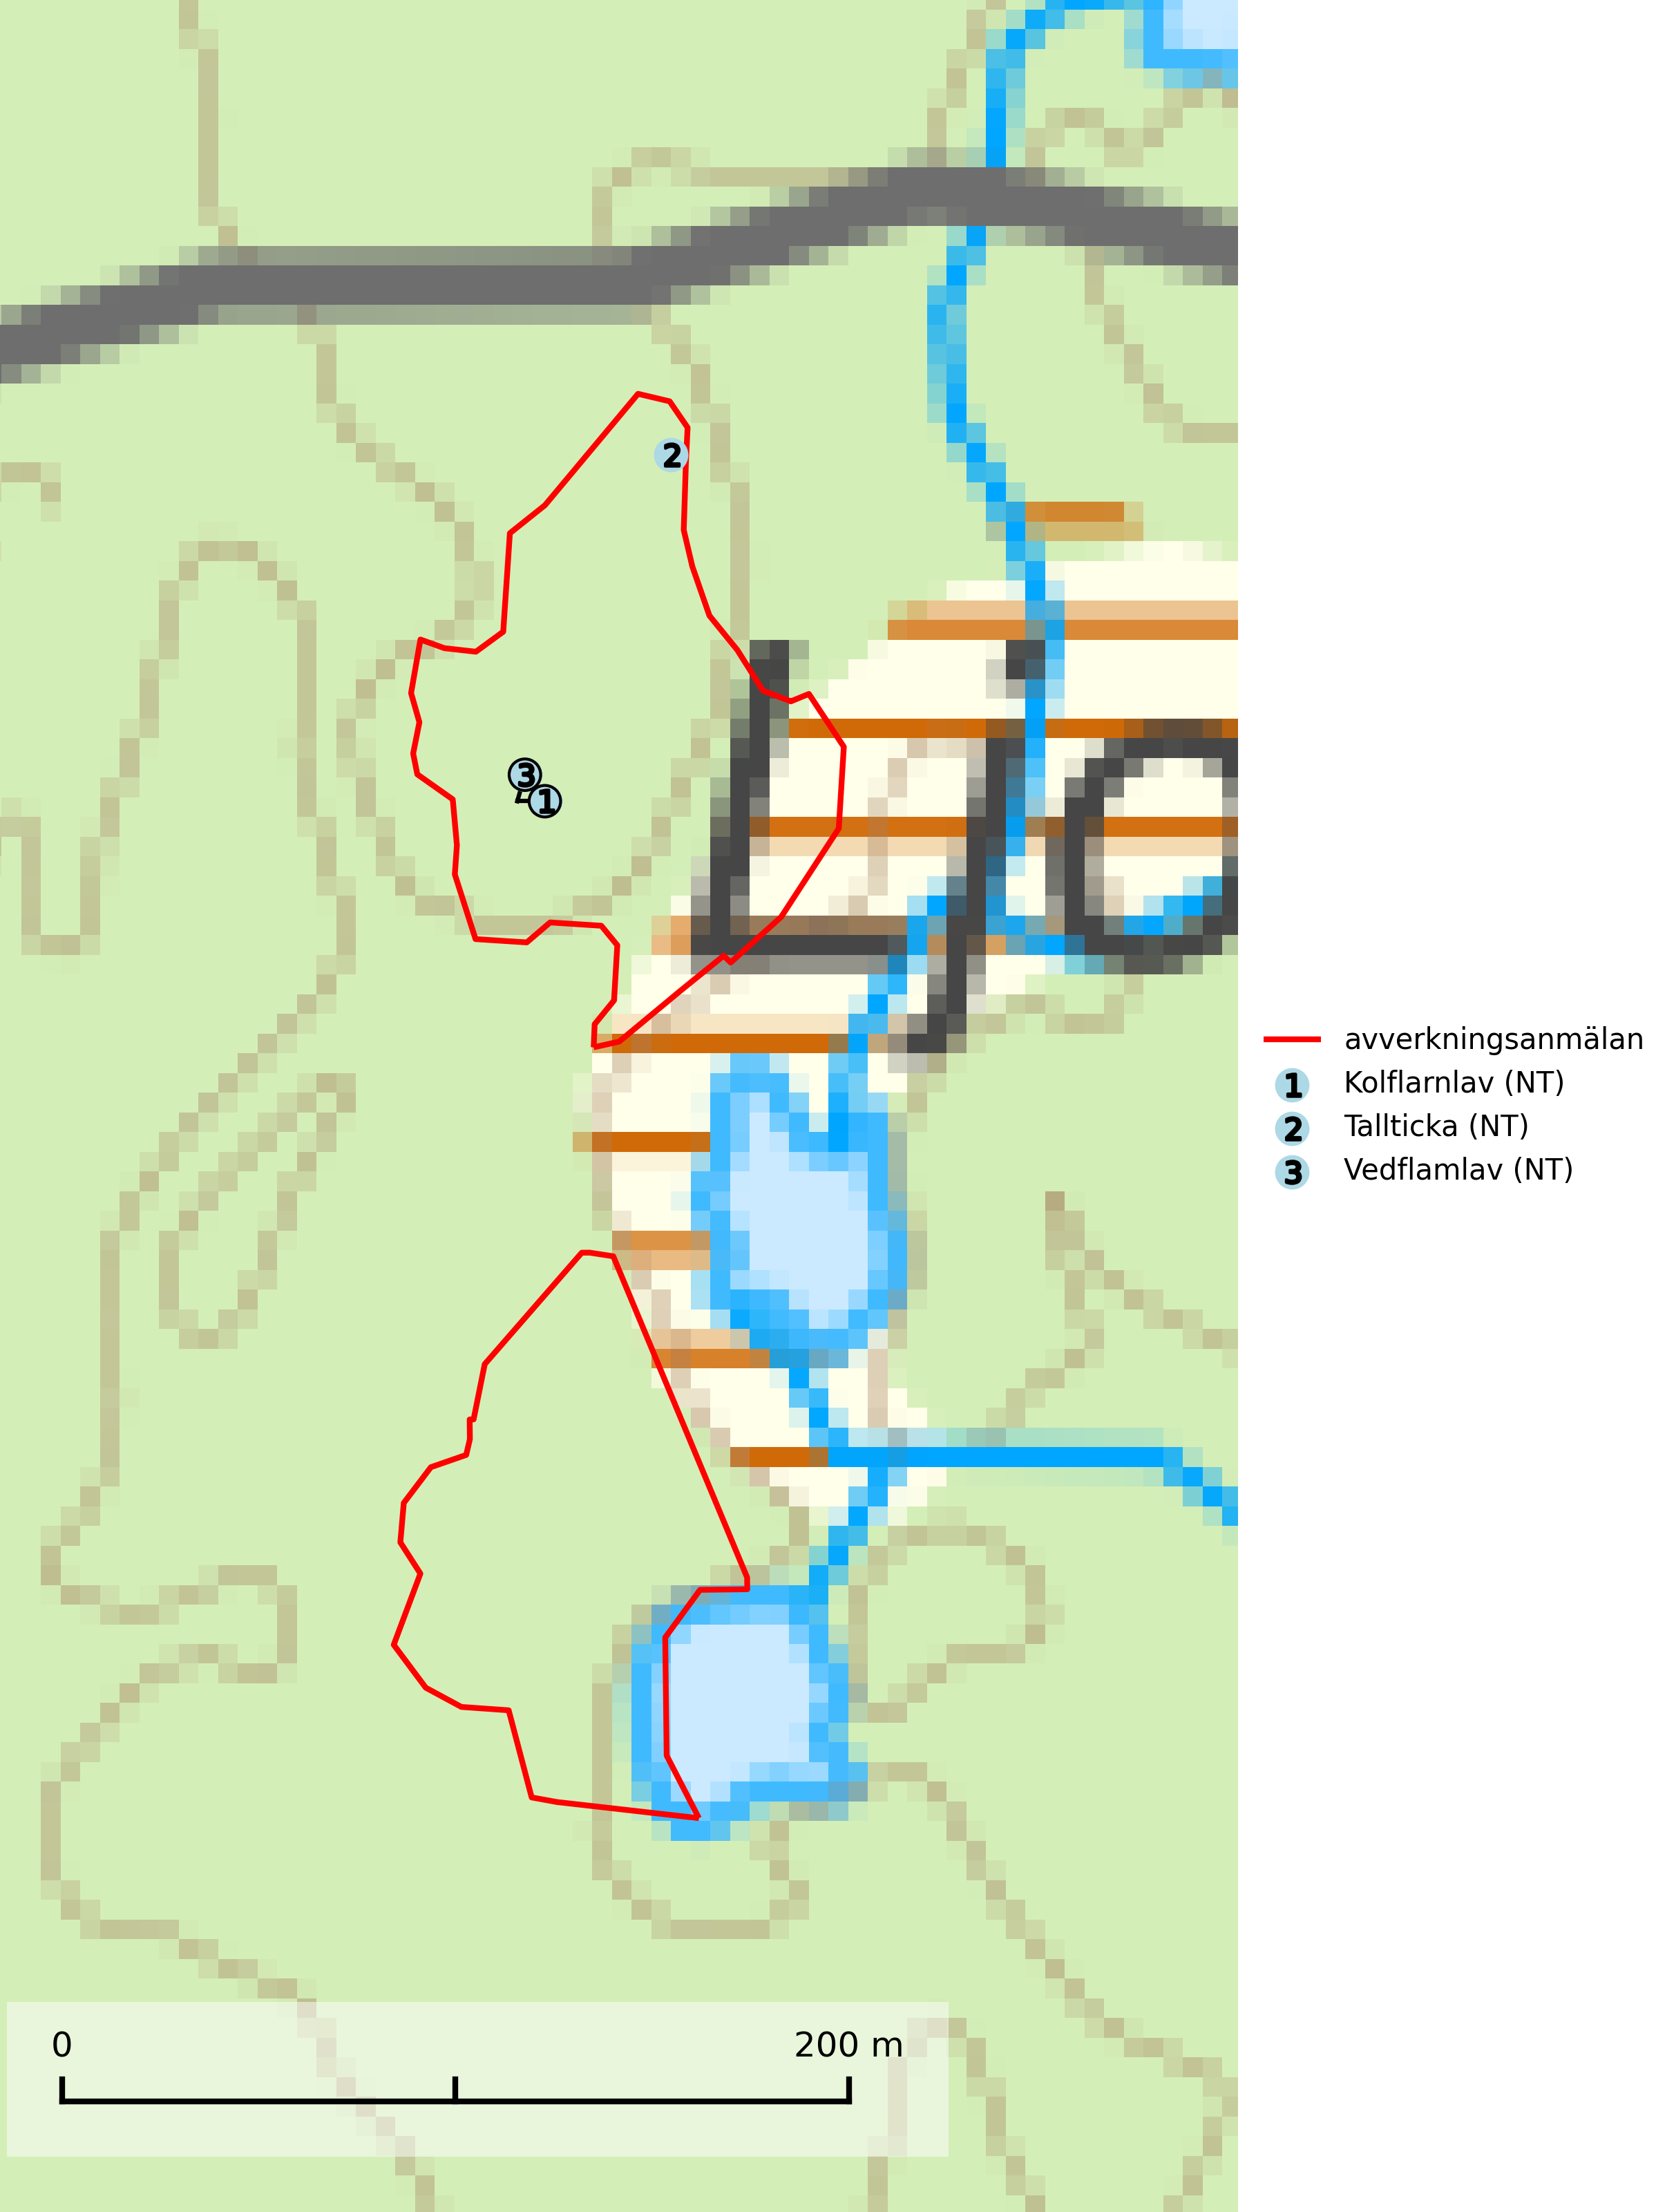 2
3
1
avverkningsanmälan
1 Kolflarnlav (NT)
2 Tallticka (NT)
3 Vedflamlav (NT)
0 200 m